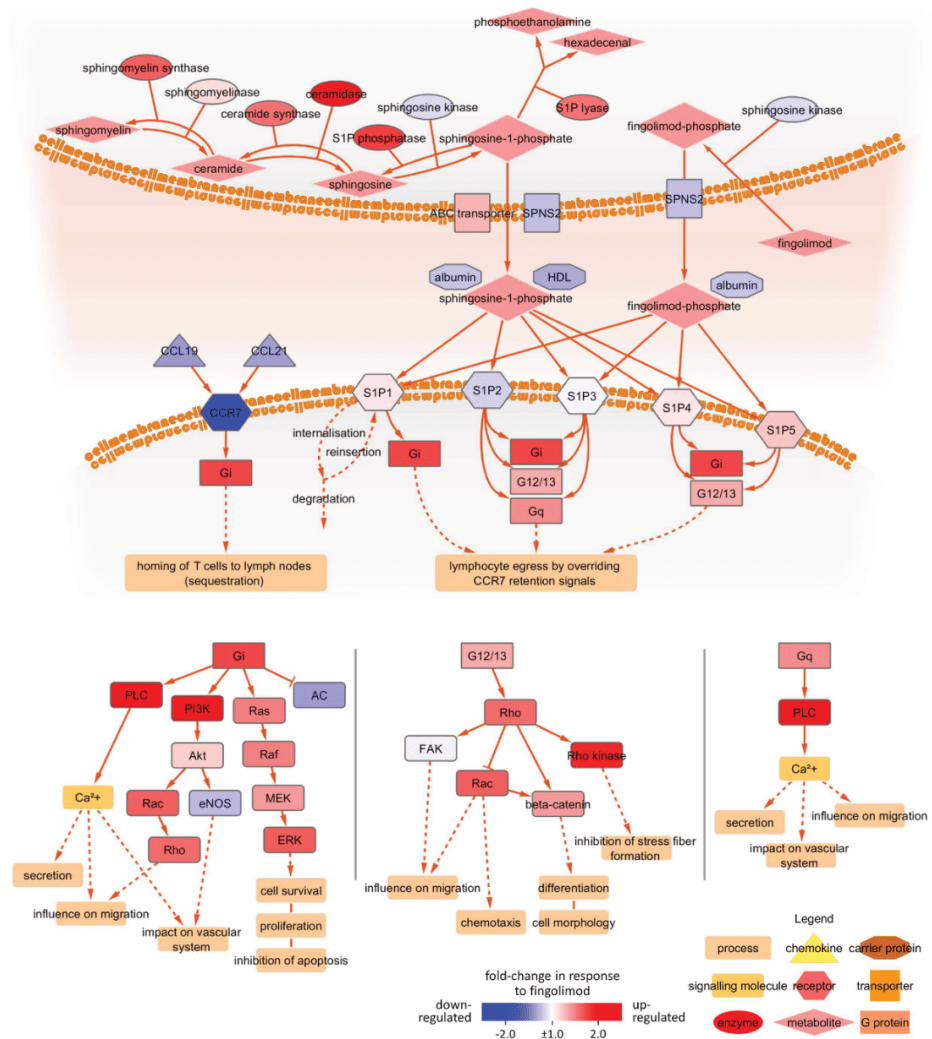 phosphoethanolamine
hexadecenal
sphingomyelin synthase
sphingomyelinase
ceramidase
ceramide synthase
sphingosine kinase
S1P phosphatase
S1P lyase
sphingosine kinase
sphingomyelin
sphingosine-1-phosphate
fingolimod-phosphate
ceramide
sphingosine
cellmembranecellmembranecellmembranecellmembranecellmembrane
ABC transporter
SPNS2
SPNS2
fingolimod
albumin
HDL
albumin
sphingosine-1-phosphate
fingolimod-phosphate
CCL19
CCL21
CCR7
S1P1
S1P2
S1P3
S1P4
S1P5
internalisation
reinsertion
degradation
Gi
Gi
Gi
G12/13
Gq
Gi
G12/13
homing of T cells to lymph nodes
(sequestration)
lymphocyte egress by overriding
CCR7 retention signals
Gi
PLC
PI3K
Ras
AC
Akt
Raf
Ca²+
Rac
eNOS
MEK
Rho
ERK
secretion
cell survival
influence on migration
proliferation
impact on vascular
system
inhibition of apoptosis
G12/13
Rho
FAK
Rho kinase
Rac
beta-catenin
inhibition of stress fiber
formation
influence on migration
differentiation
chemotaxis
cell morphology
Gq
PLC
Ca²+
secretion
influence on migration
impact on vascular
system
Legend
process
chemokine
carrier protein
signalling molecule
receptor
transporter
enzyme
metabolite
G protein
fold-change in response
to fingolimod
down-
regulated
up-
regulated
-2.0
±1.0
2.0